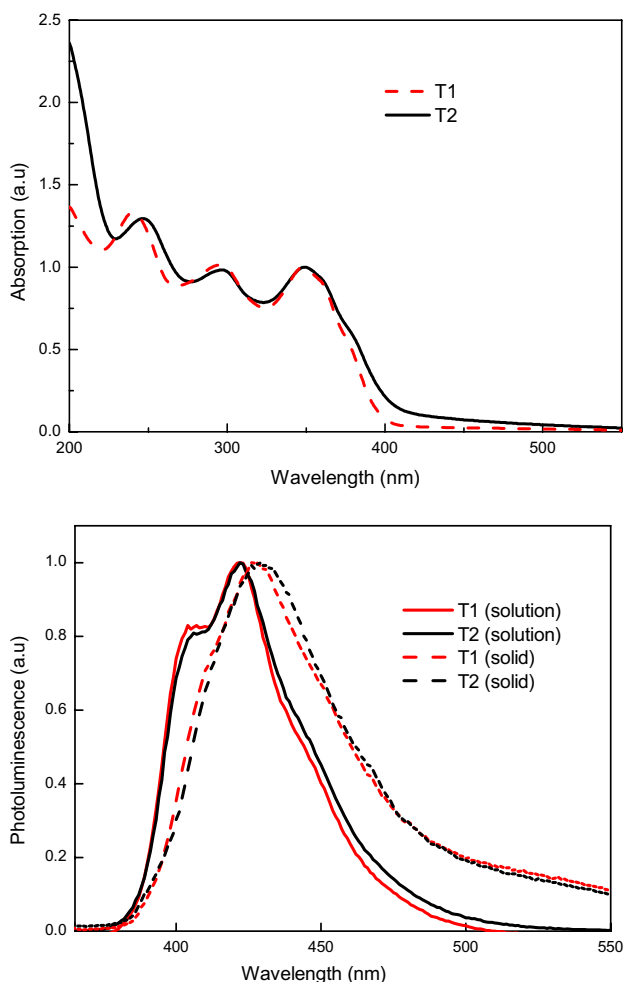 2.5
2.0
1.5
1.0
0.5
0.0
Absorption (a.u)
T1
T2
200
300
400
500
Wavelength (nm)
1.0
0.8
0.6
0.4
0.2
0.0
Photoluminescence (a.u)
T1 (solution)
T2 (solution)
T1 (solid)
T2 (solid)
400
450
500
550
Wavelength (nm)